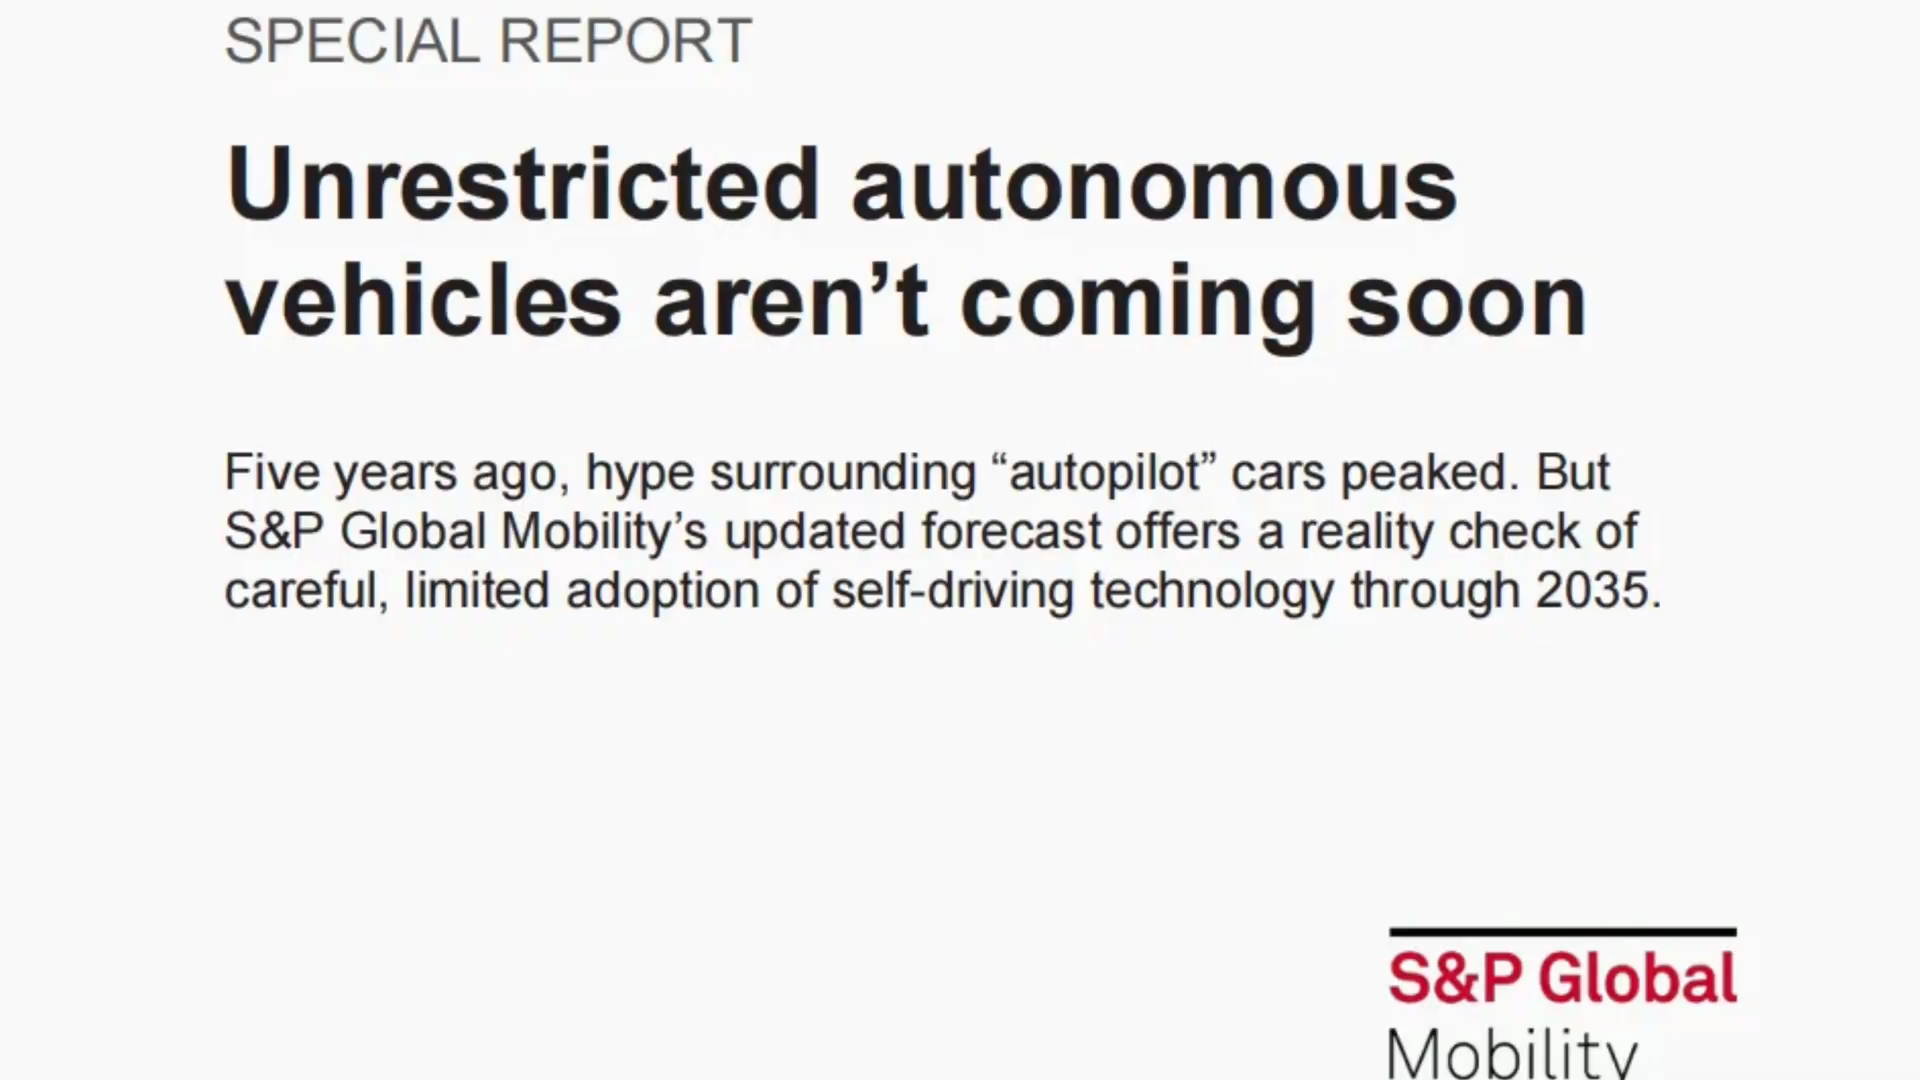 SPECIAL REPORT
Unrestricted autonomous
vehicles aren’t coming soon
Five years ago, hype surrounding “autopilot” cars peaked. But
S&P Global Mobility’s updated forecast offers a reality check of
careful, limited adoption of self-driving technology through 2035.
S&P Global
Mobility